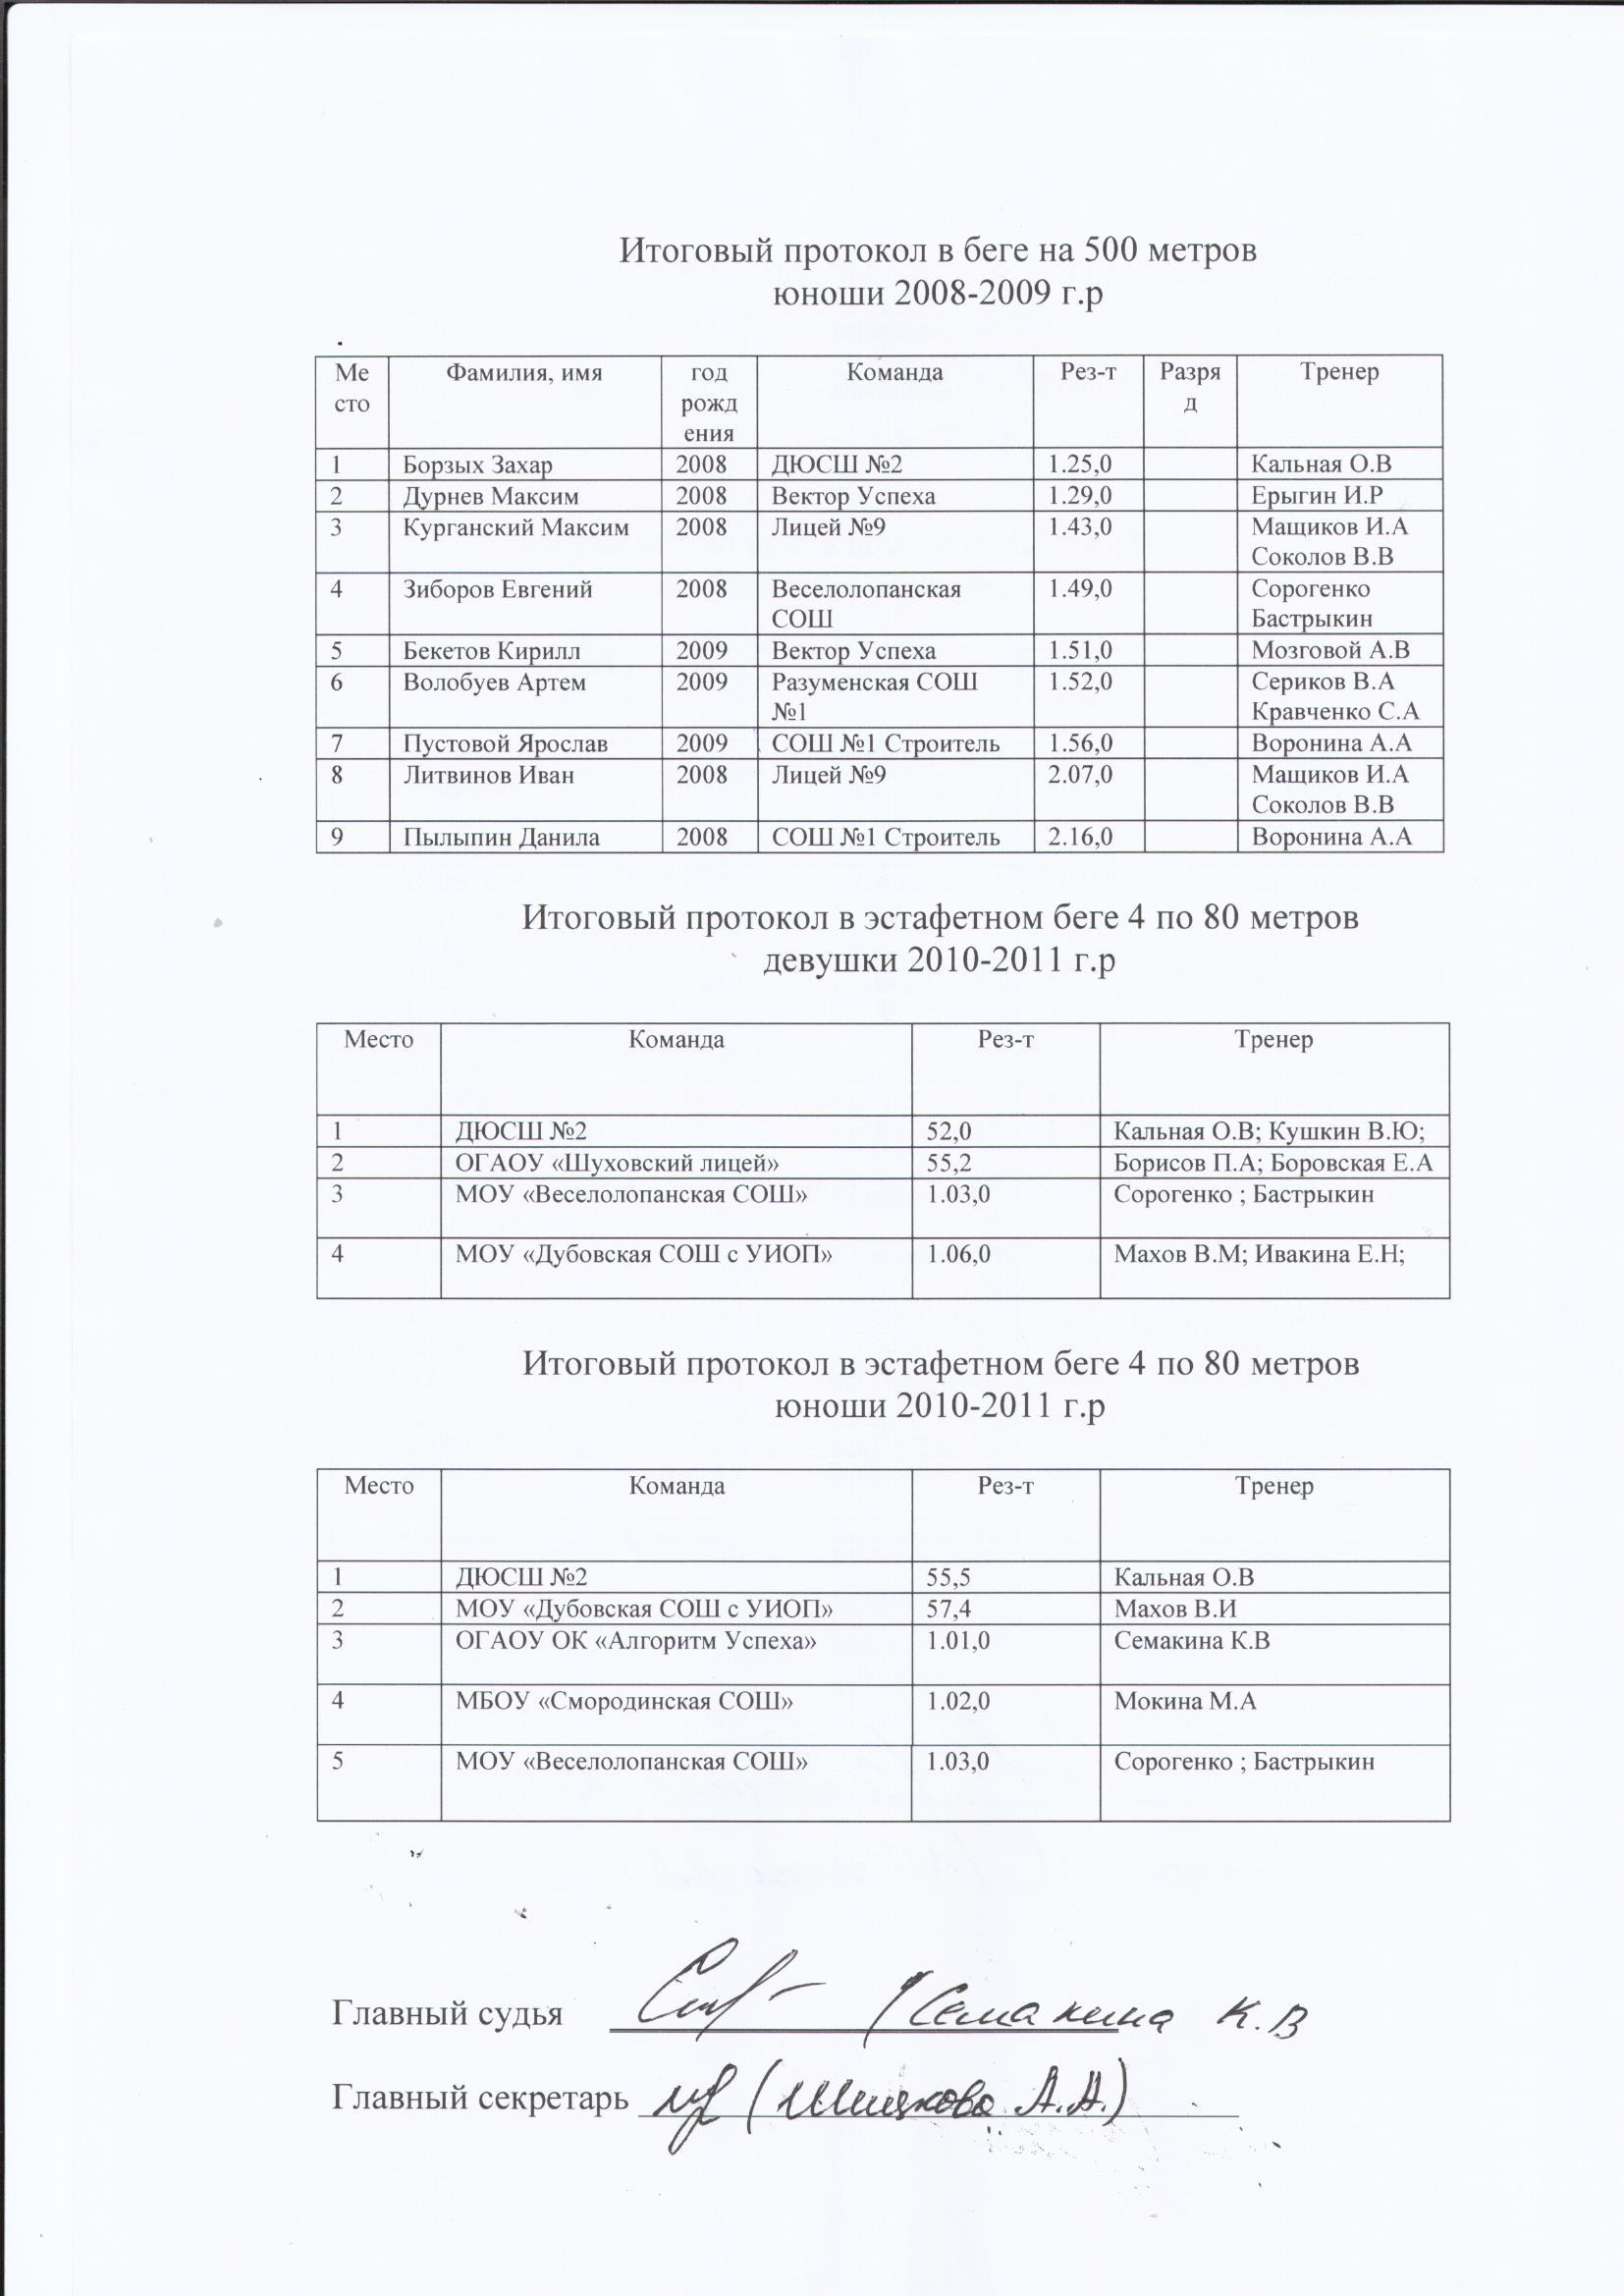 Итоговый протокол в беге на 500 метров
юноши 2008-2009 г.р
Ме сто Фамилия, имя год рожд ения Команда Рез-т Разря д Тренер
1 Борзых Захар 2008 ДЮСШ №2 1.25,0 Кальная О.В
2 Дурнев Максим 2008 Вектор Успеха 1.29,0 Ерыгин И.Р
3 Курганский Максим 2008 Лицей №9 1.43,0 Мащиков И.А
Соколов В.В
4 Зиборов Евгений 2008 Веселолопанская 1.49,0 Сорогенко
СОШ Бастрыкин
5 Бекетов Кирилл 2009 Вектор Успеха 1.51,0 Мозговой А.В
6 Волобуев Артем 2009 Разуменская СОШ 1.52,0 Сериков В.А
№1 Кравченко С.А
7 Пустовой Ярослав 2009 СОШ №1 Строитель 1.56,0 Воронина А.А
8 Литвинов Иван 2008 Лицей №9 2.07,0 Мащиков И.А
Соколов В.В
9 Пылыпин Данила 2008 СОШ №1 Строитель 2.16,0 Воронина А.А
Итоговый протокол в эстафетном беге 4 по 80 метров
девушки 2010-2011 г.р
Место Команда Рез-т Тренер
1 ДЮСШ №2 52,0 Кальная О.В; Кушкин В.Ю;
2 ОГАОУ «Шуховский лицей» 55,2 Борисов П.А; Боровская Е.А
3 МОУ «Веселолопанская СОШ» 1.03,0 Сорогенко ; Бастрыкин
4 МОУ «Дубовская СОШ с УИОП» 1.06,0 Махов В.М; Ивакина Е.Н;
Итоговый протокол в эстафетном беге 4 по 80 метров
юноши 2010-2011 г.р
Место Команда Рез-т Тренер
1 ДЮСШ №2 55,5 Кальная О.В
2 МОУ «Дубовская СОШ с УИОП» 57,4 Махов В.И
3 ОГАОУ ОК «Алгоритм Успеха» 1.01,0 Семакина К.В
4 МБОУ «Смородинская СОШ» 1.02,0 Мокина М.А
5 МОУ «Веселолопанская СОШ» 1.03,0 Сорогенко ; Бастрыкин
Главный судья (Семакина К.В
Главный секретарь А.А.)